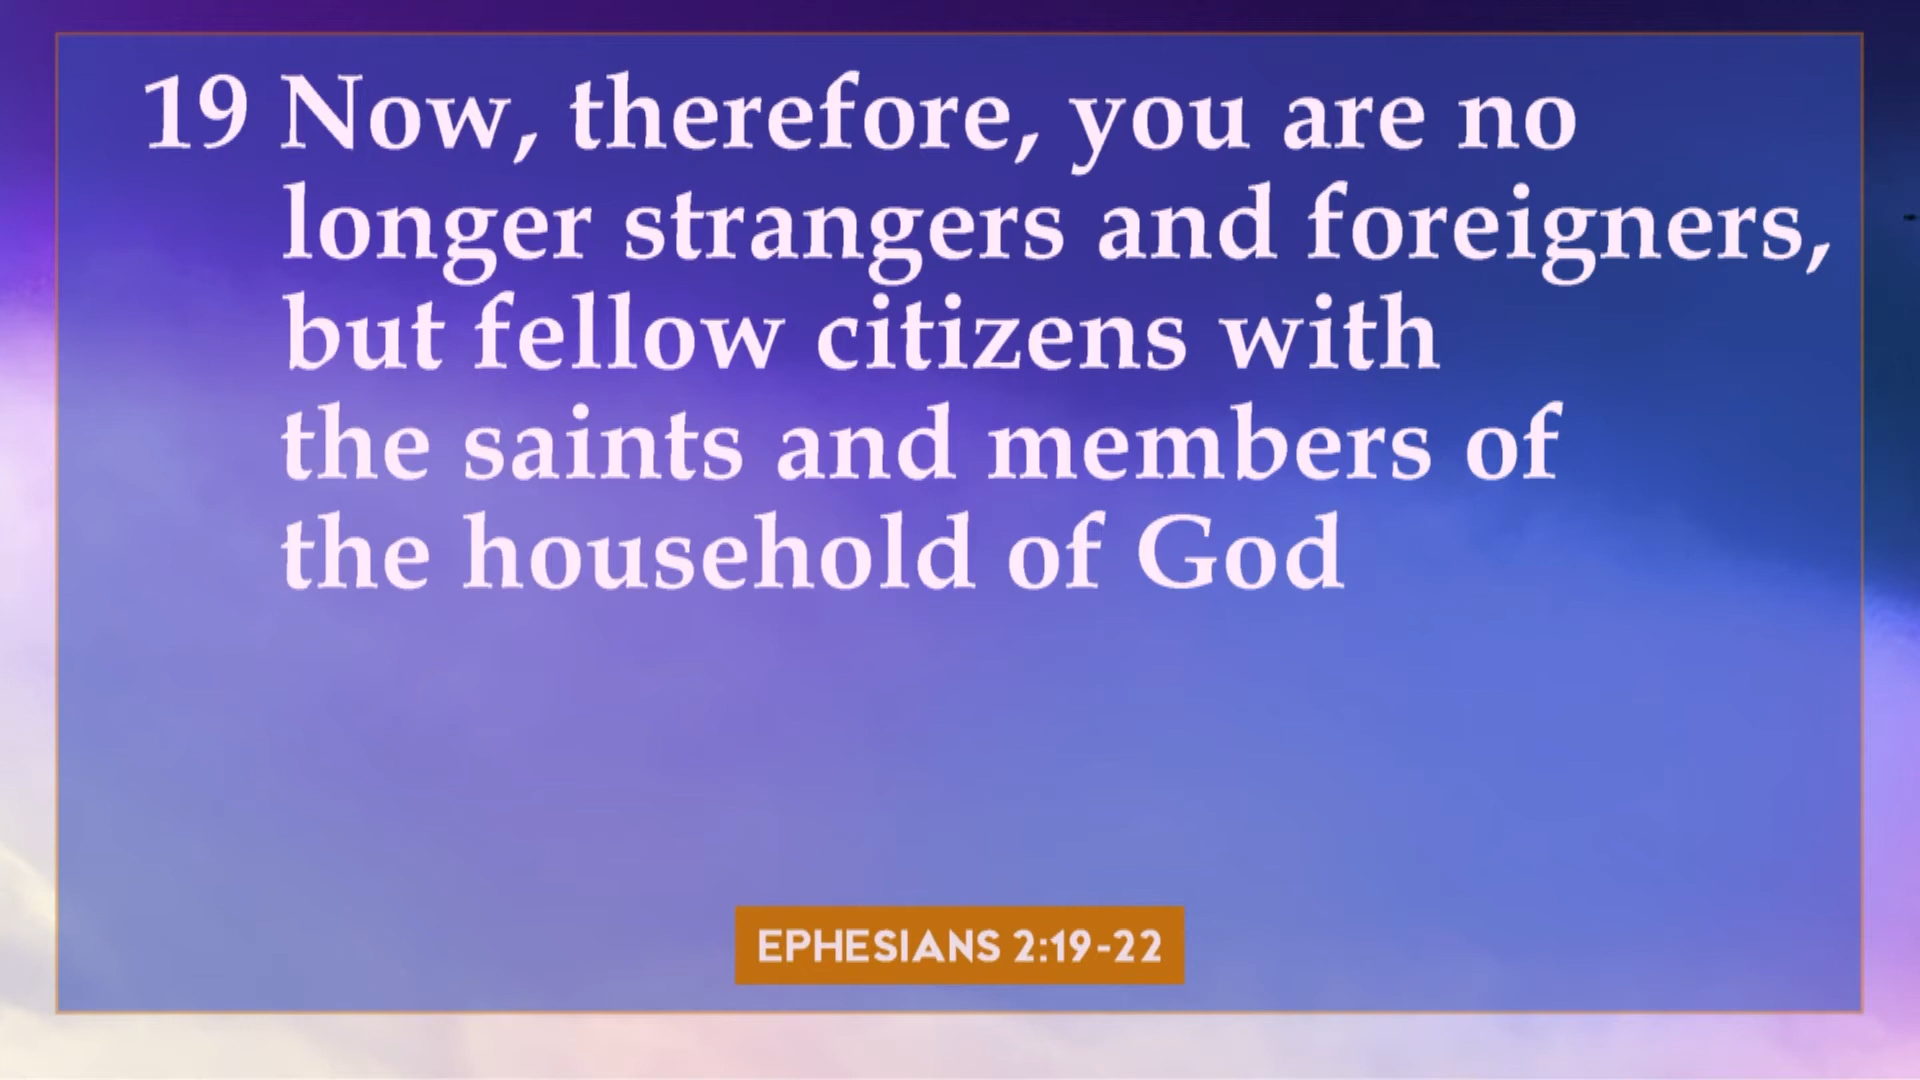 19 Now, therefore, you are no
longer strangers and foreigners,
but fellow citizens with
the saints and members of
the household of God
EPHESIANS 2:19-22